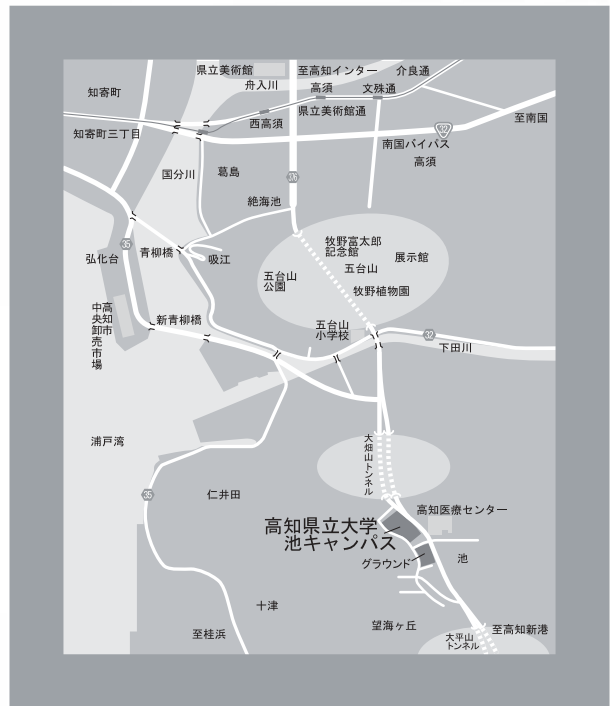 県立美術館
至高知インター
介良通
舟入川
高須
文殊通
知寄町
県立美術館通
至南国
西高須
32
知寄町三丁目
南国バイパス
高須
国分川
葛島
376
絶海池
35
青柳橋
弘化台
吸江
牧野富太郎
記念館
展示館
五台山
五台山
公園
牧野植物園
高知市
中央卸売市場
新青柳橋
五台山
小学校
32
下田川
浦戸湾
大畑山トンネル
35
仁井田
高知医療センター
高知県立大学
池キャンパス
グラウンド
池
十津
望海ヶ丘
至高知新港
至桂浜
大平山
トンネル